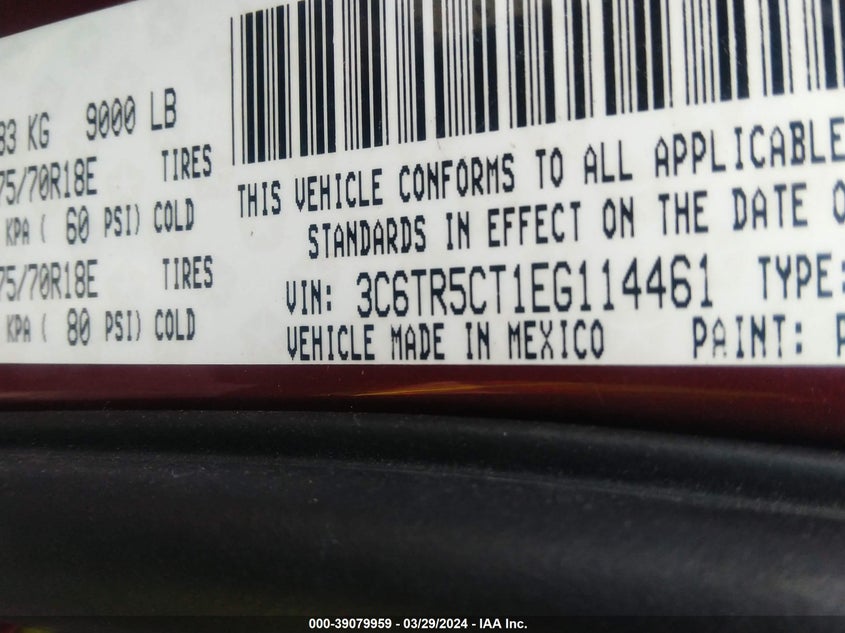 83 KG 9000 LB
75/70R18E TIRES
KPA ( 60 PSI) COLD
75/70R18E TIRES
KPA ( 80 PSI) COLD
THIS VEHICLE CONFORMS TO ALL APPLICABLE
STANDARDS IN EFFECT ON THE DATE O
VIN: 3C6TR5CT1EG114461 TYPE:
VEHICLE MADE IN MEXICO PAINT: P
000-39079959 - 03/29/2024 - IAA Inc.